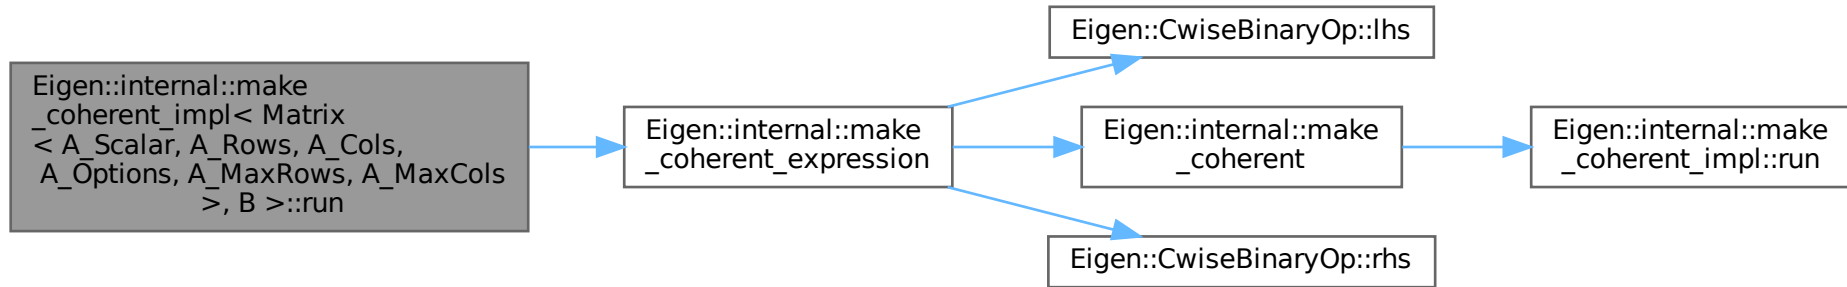 Eigen::internal::make
_coherent_impl< Matrix
< A_Scalar, A_Rows, A_Cols,
A_Options, A_MaxRows, A_MaxCols
>, B >::run
Eigen::internal::make
_coherent_expression
Eigen::CwiseBinaryOp::lhs
Eigen::internal::make
_coherent
Eigen::internal::make
_coherent_impl::run
Eigen::CwiseBinaryOp::rhs